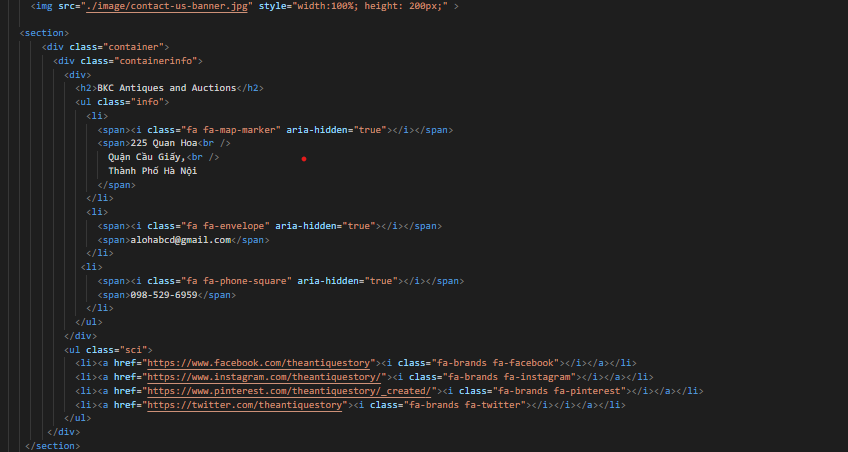 <img src="./image/contact-us-banner.jpg" style="width:100%; height: 200px;" >
<section>
<div class="container">
<div class="containerinfo">
<div>
<h2>BKC Antiques and Auctions</h2>
<ul class="info">
<li>
<span><i class="fa fa-map-marker" aria-hidden="true"></i></span>
<span>225 Quan Hoa<br />
Quận Cầu Giấy,<br />
Thành Phố Hà Nội
</span>
</li>
<li>
<span><i class="fa fa-envelope" aria-hidden="true"></i></span>
<span>alohabcd@gmail.com</span>
</li>
<li>
<span><i class="fa fa-phone-square" aria-hidden="true"></i></span>
<span>098-529-6959</span>
</li>
</ul>
</div>
<ul class="sci">
<li><a href="https://www.facebook.com/theantiquestory"><i class="fa-brands fa-facebook"></i></a></li>
<li><a href="https://www.instagram.com/theantiquestory/"><i class="fa-brands fa-instagram"></i></a></li>
<li><a href="https://www.pinterest.com/theantiquestory/_created/"><i class="fa-brands fa-pinterest"></i></a></li>
<li><a href="https://twitter.com/theantiquestory"><i class="fa-brands fa-twitter"></i></i></a></li>
</ul>
</div>
</section>